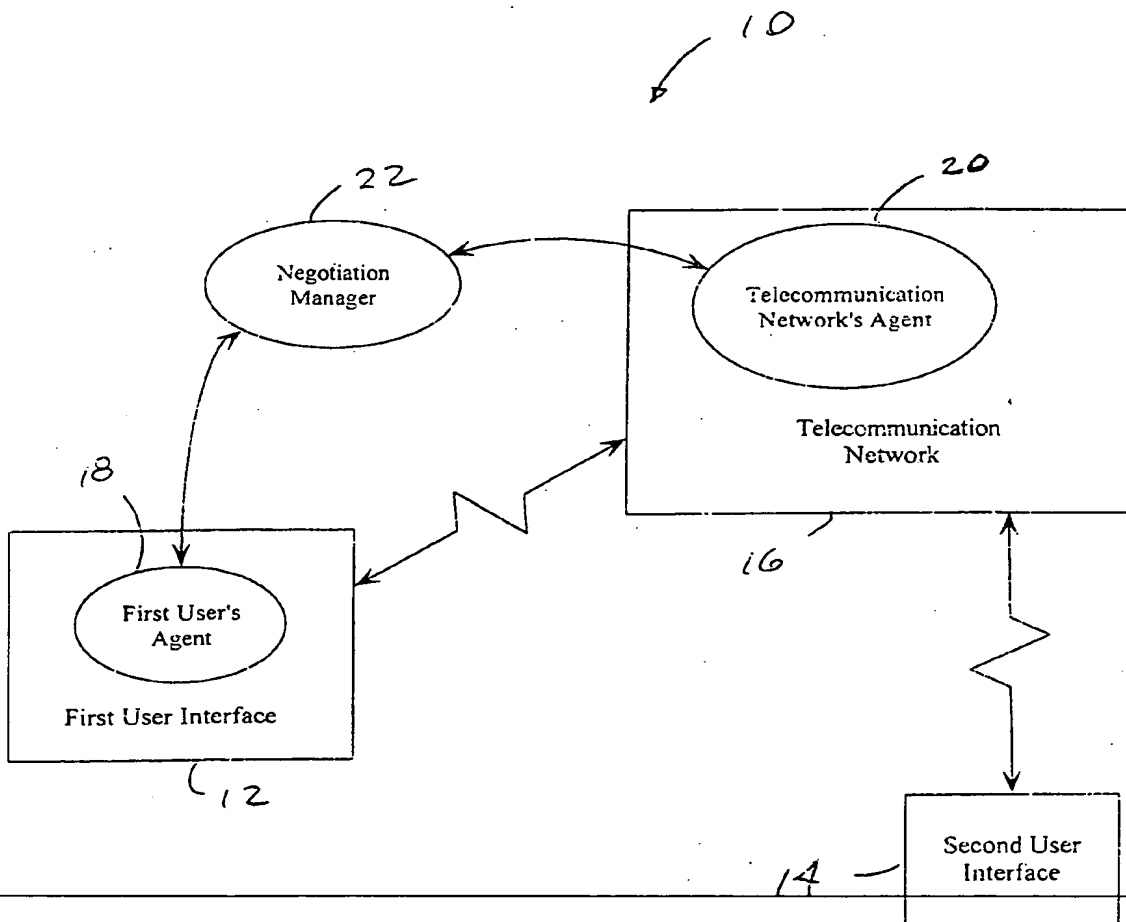 10
22
20
Negotiation
Manager
Telecommunication
Network's Agent
Telecommunication
Network
18
16
First User's
Agent
First User Interface
12
Second User
Interface
14